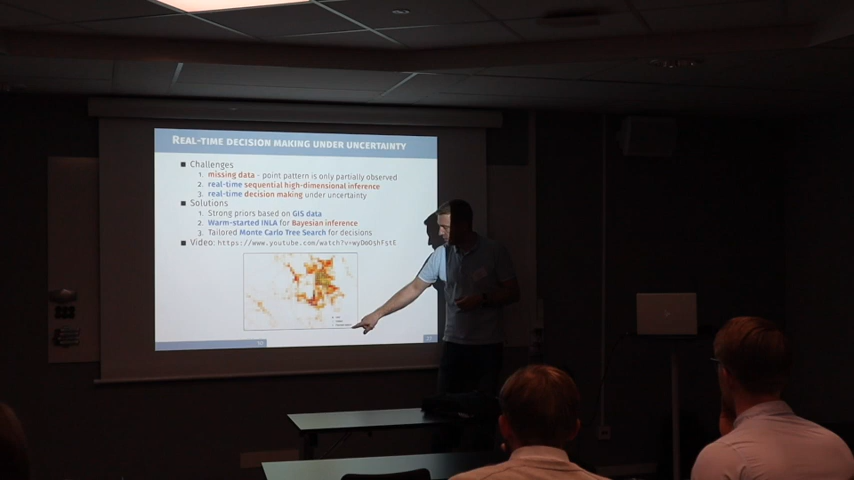 REAL-TIME DECISION MAKING UNDER UNCERTAINTY
■ Challenges
1. missing data - point pattern is only partially observed
2. real-time sequential high-dimensional inference
3. real-time decision making under uncertainty
■ Solutions
1. Strong priors based on GIS data
2. Warm-started INLA for Bayesian inference
3. Tailored Monte Carlo Tree Search for decisions
■ Video: https://www.youtube.com/watch?v=